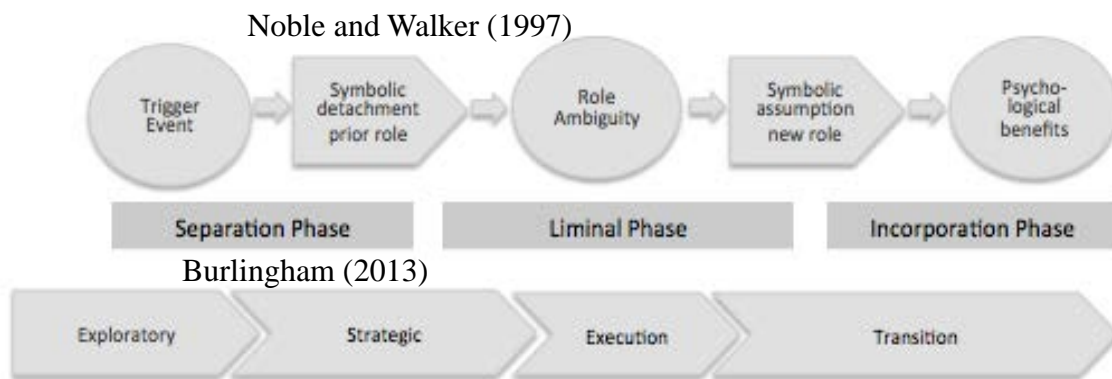 Noble and Walker (1997)
Trigger
Event
Symbolic
detachment
prior role
Role
Ambiguity
Symbolic
assumption
new role
Psycho-
logical
benefits
Separation Phase
Liminal Phase
Incorporation Phase
Burlingham (2013)
Exploratory
Strategic
Execution
Transition